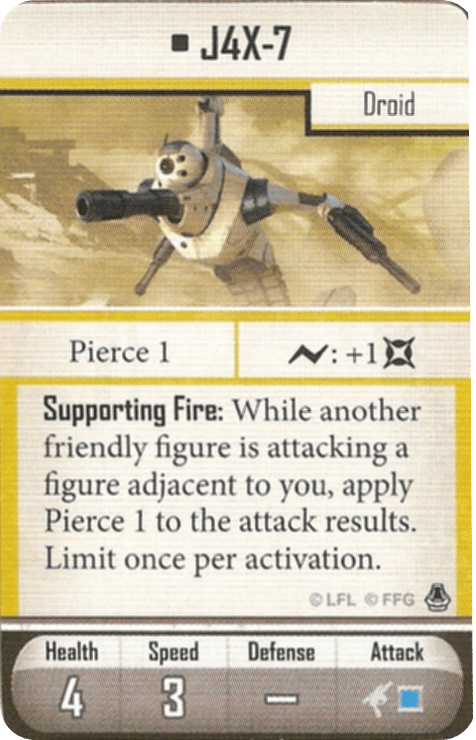 J4X-7
Droid
Pierce 1
: +1
Supporting Fire: While another
friendly figure is attacking a
figure adjacent to you, apply
Pierce 1 to the attack results.
Limit once per activation.
©LFL ©FFG
Health Speed Defense Attack
4 3 –